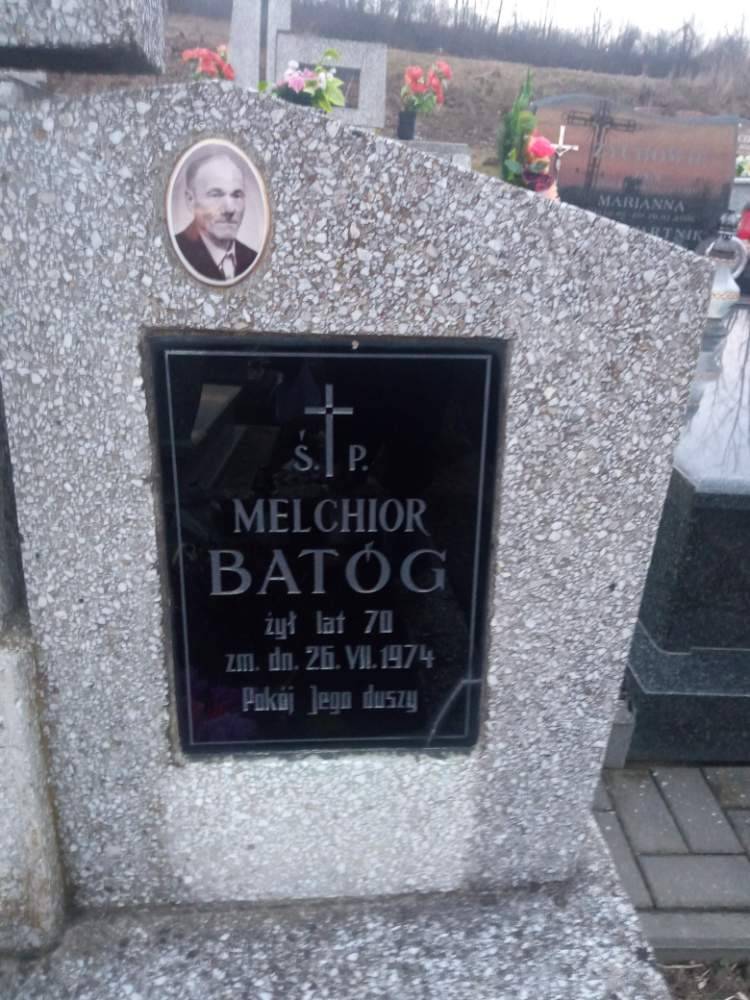 Ś. P.
MELCHIOR
BATÓG
żył lat 70
zm. dn. 26.VII.1974
Pokój Jego duszy
MARIANNA